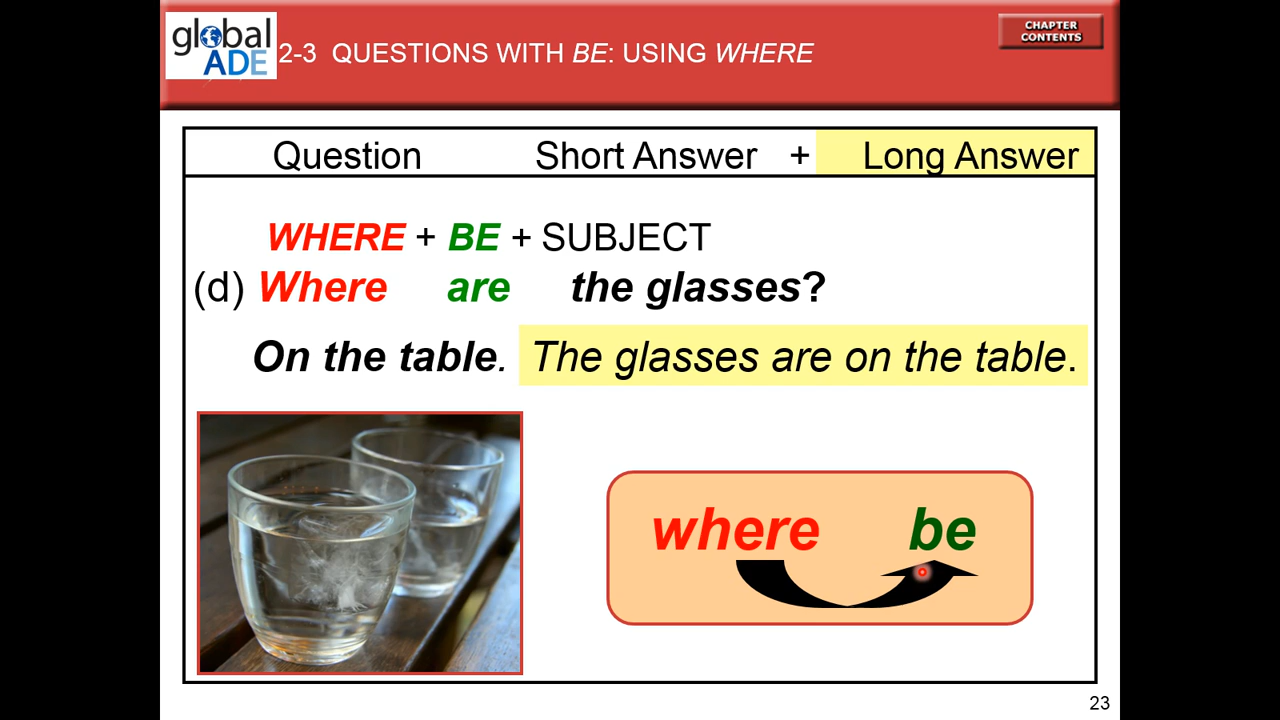 global
ADE
2-3 QUESTIONS WITH BE: USING WHERE
CHAPTER
CONTENTS
Question Short Answer + Long Answer
WHERE + BE + SUBJECT
(d) Where are the glasses?
On the table. The glasses are on the table.
where be
23